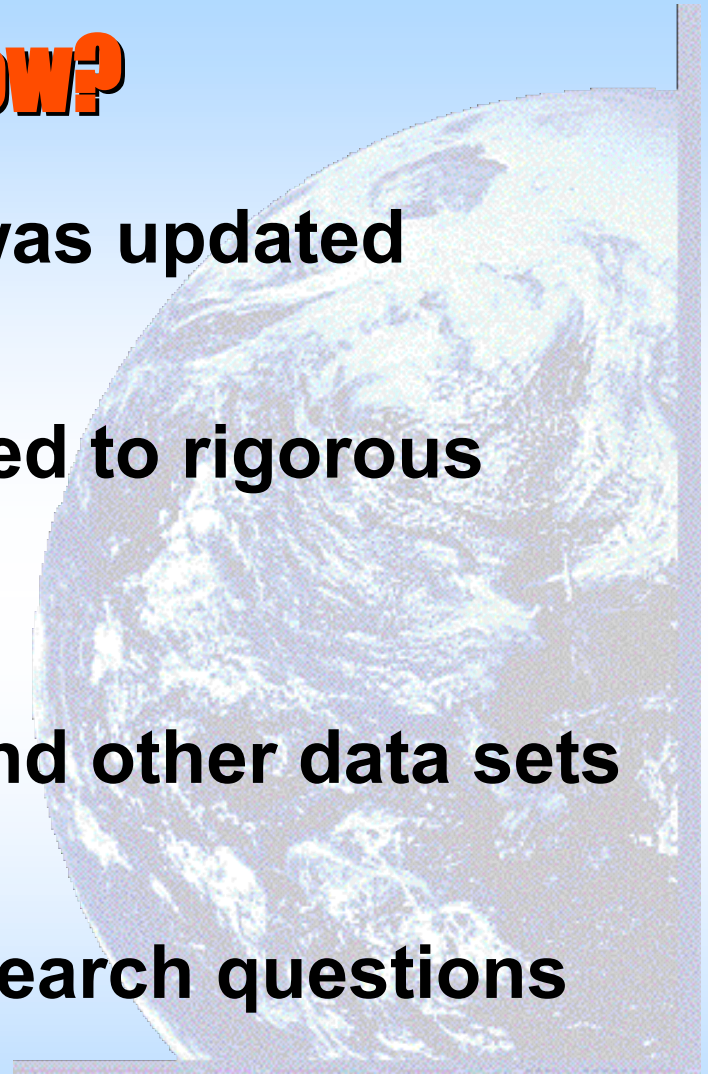 ow?
was updated
ed to rigorous
nd other data sets
earch questions